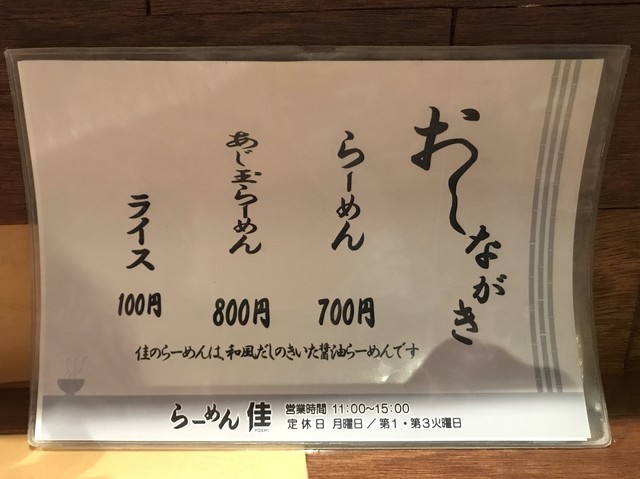 おしながき
らーめん
700円
あじ玉らーめん
800円
ライス
100円
佳のらーめんは、和風だしのきいた醤油らーめんです
らーめん 佳
YOSHI
営業時間 11:00～15:00
定休日 月曜日／第1・第3火曜日